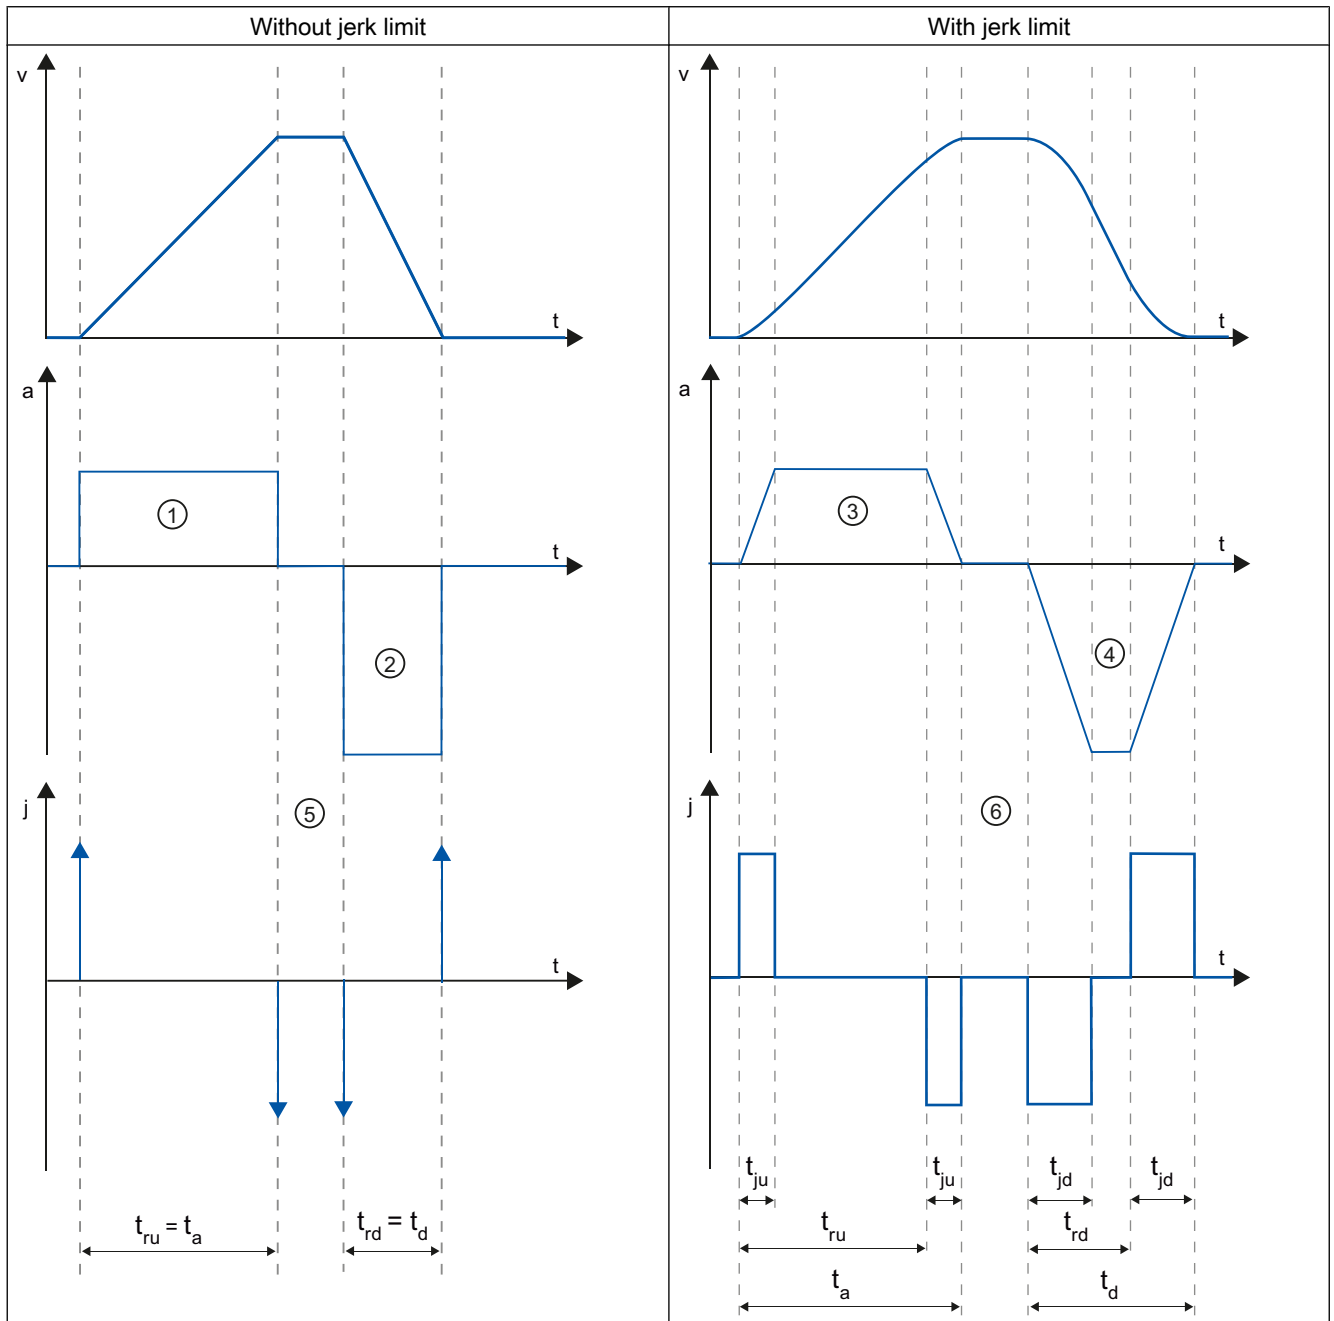 Without jerk limit
With jerk limit
v
t
v
t
a
1
t
2
a
3
t
4
j
5
t
j
6
t
t_ru = t_a
t_rd = t_d
t_ju
t_ju
t_jd
t_jd
t_ru
t_rd
t_a
t_d